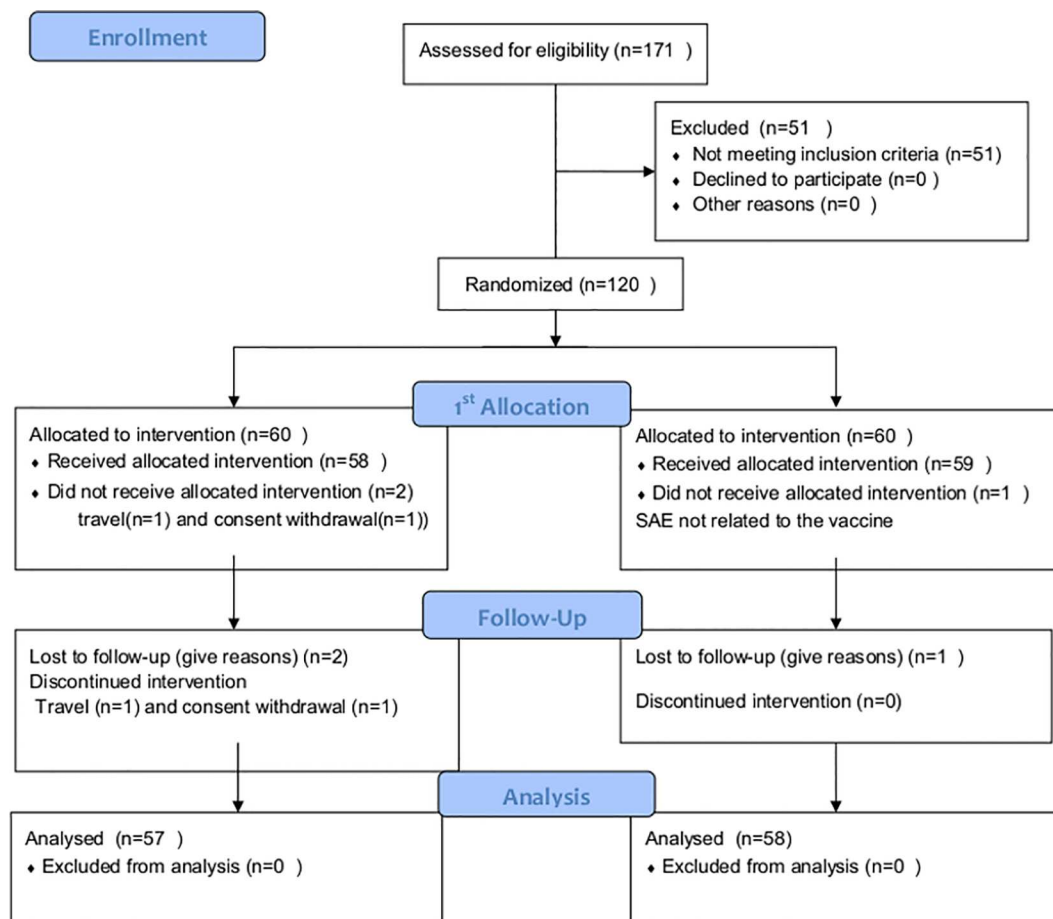 Enrollment
Assessed for eligibility (n=171 )
Excluded (n=51 )
♦ Not meeting inclusion criteria (n=51)
♦ Declined to participate (n=0 )
♦ Other reasons (n=0 )
Randomized (n=120 )
1st Allocation
Allocated to intervention (n=60 )
♦ Received allocated intervention (n=58 )
♦ Did not receive allocated intervention (n=2)
travel(n=1) and consent withdrawal(n=1))
Allocated to intervention (n=60 )
♦ Received allocated intervention (n=59 )
♦ Did not receive allocated intervention (n=1 )
SAE not related to the vaccine
Follow-Up
Lost to follow-up (give reasons) (n=2)
Discontinued intervention
Travel (n=1) and consent withdrawal (n=1)
Lost to follow-up (give reasons) (n=1 )
Discontinued intervention (n=0)
Analysis
Analysed (n=57 )
♦ Excluded from analysis (n=0 )
Analysed (n=58)
♦ Excluded from analysis (n=0 )